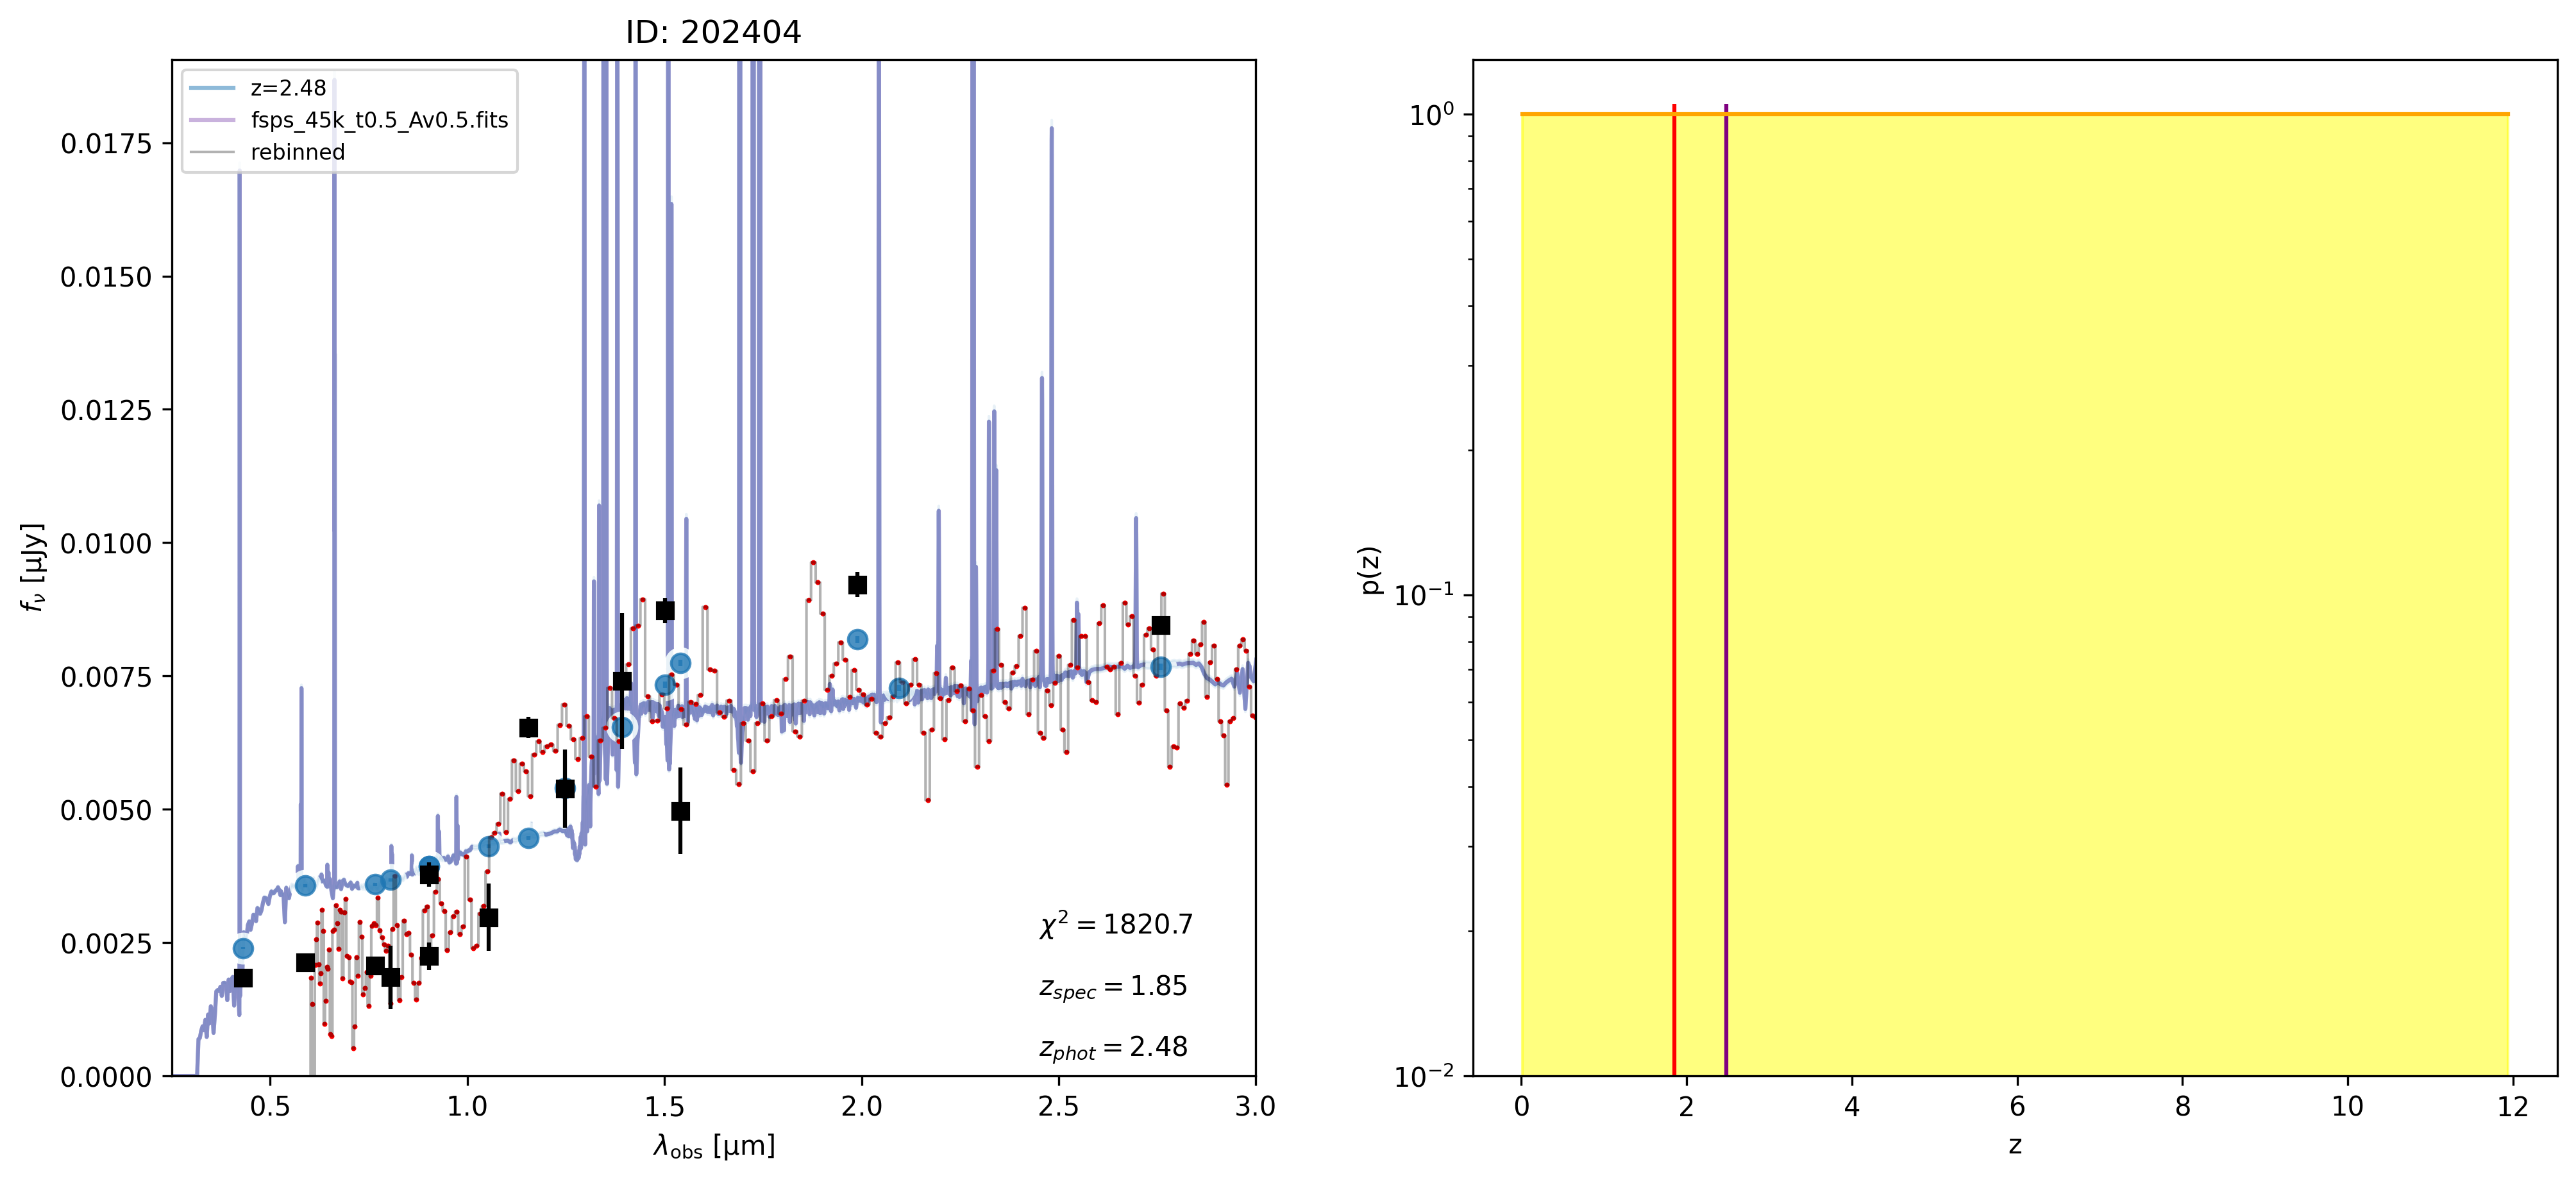 ID: 202404
z=2.48
fsps_45k_t0.5_Av0.5.fits
rebinned
0.0175
0.0150
0.0125
0.0100
0.0075
0.0050
0.0025
0.0000
fν [μJy]
χ² = 1820.7
z_spec = 1.85
z_phot = 2.48
0.5 1.0 1.5 2.0 2.5 3.0
λobs [μm]
10⁰
10⁻¹
10⁻²
p(z)
0 2 4 6 8 10 12
z